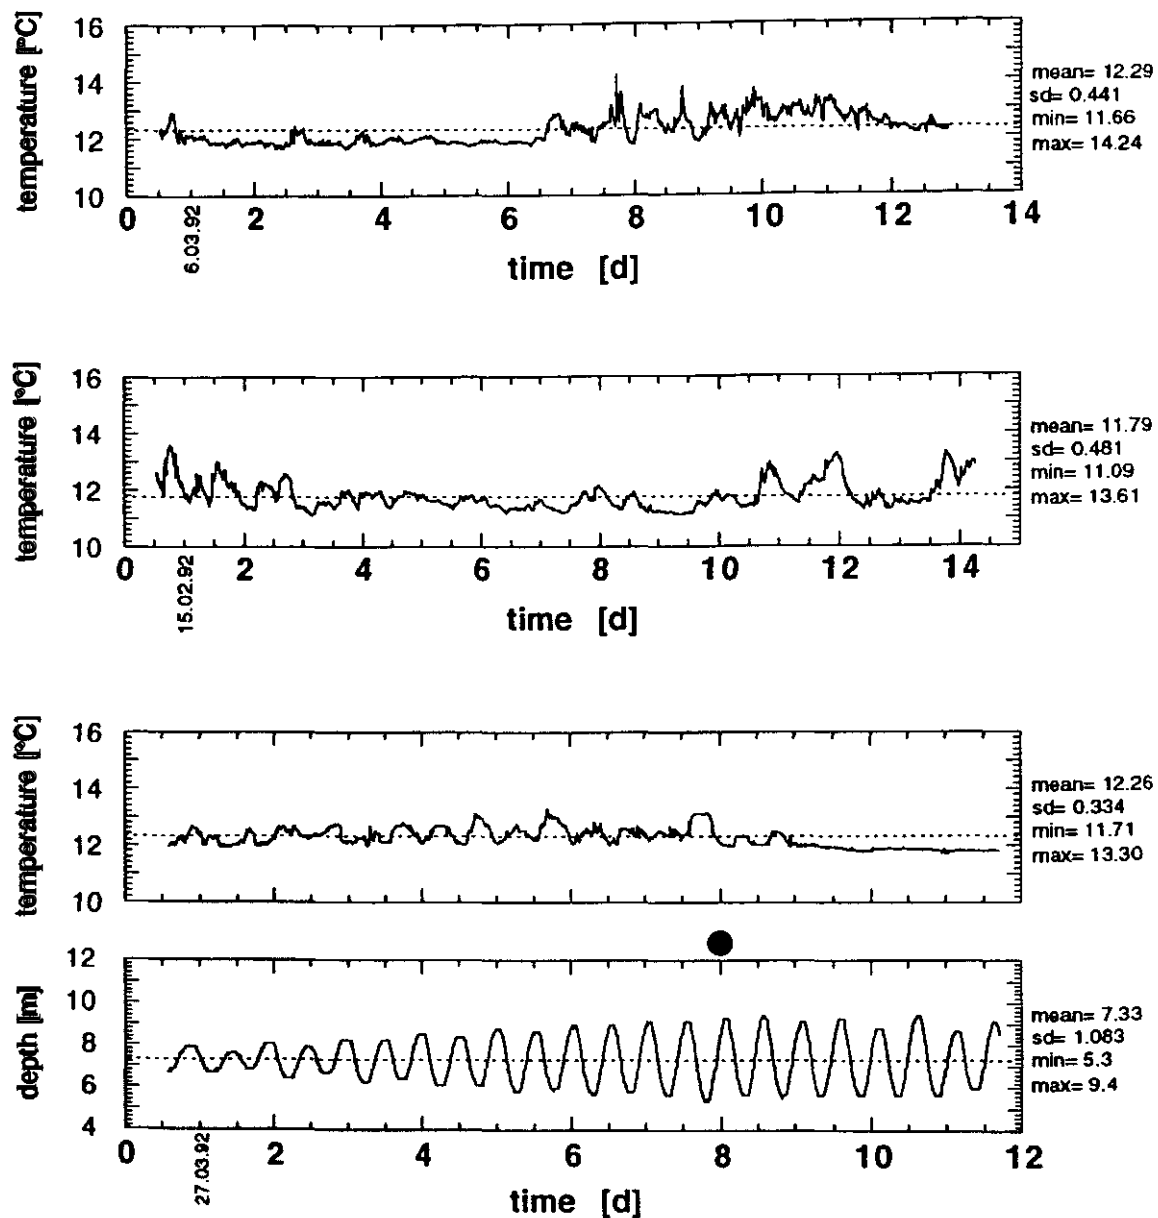 temperature [°C]
16
14
12
10
mean= 12.29
sd= 0.441
min= 11.66
max= 14.24
0 2 4 6 8 10 12 14
6.03.92
time [d]
temperature [°C]
16
14
12
10
mean= 11.79
sd= 0.481
min= 11.09
max= 13.61
0 2 4 6 8 10 12 14
15.02.92
time [d]
temperature [°C]
16
14
12
10
mean= 12.26
sd= 0.334
min= 11.71
max= 13.30
depth [m]
12
10
8
6
4
mean= 7.33
sd= 1.083
min= 5.3
max= 9.4
0 2 4 6 8 10 12
27.03.92
time [d]